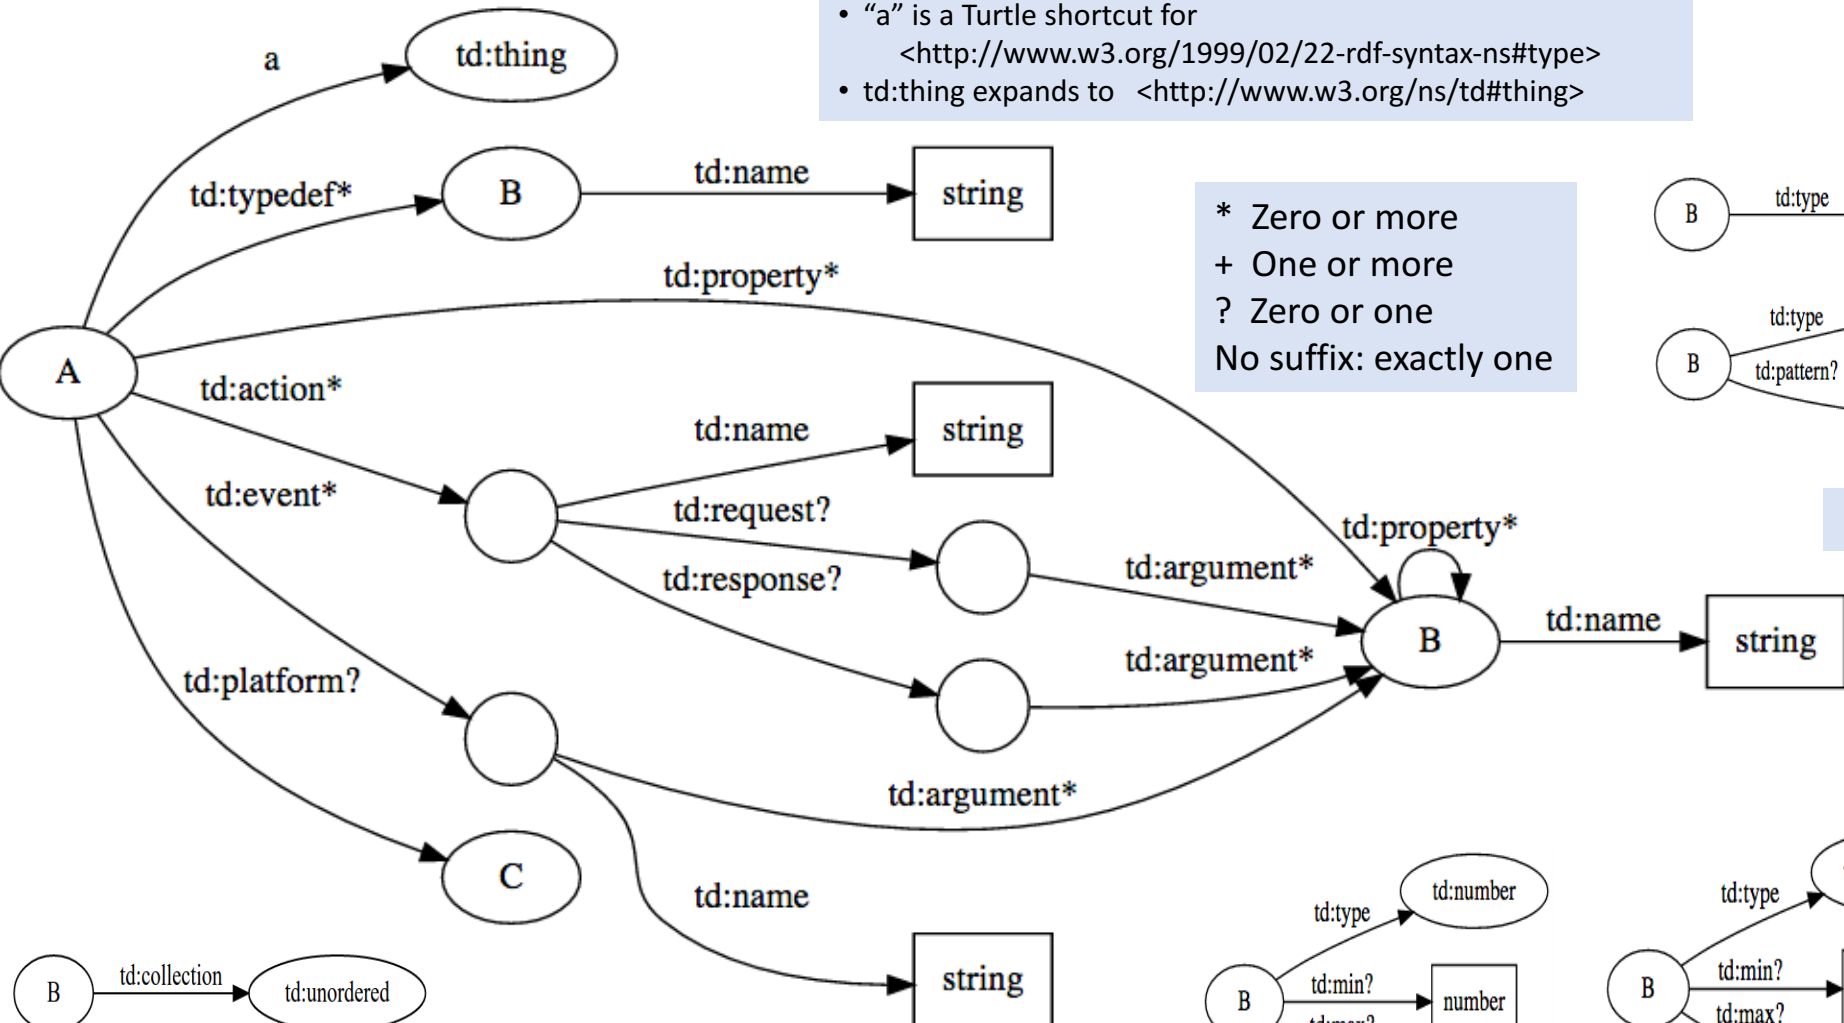 • “a” is a Turtle shortcut for
<http://www.w3.org/1999/02/22-rdf-syntax-ns#type>
• td:thing expands to <http://www.w3.org/ns/td#thing>
a
td:thing
td:typedef*
B
td:name
string
* Zero or more
+ One or more
? Zero or one
No suffix: exactly one
B
td:type
td:property*
td:type
B
td:pattern?
A
td:action*
td:name
string
td:event*
td:request?
td:response?
td:argument*
td:property*
td:argument*
B
td:name
string
td:platform?
td:argument*
C
td:name
string
B
td:collection
td:unordered
td:type
td:number
B
td:min?
number
td:max?
td:type
B
td:min?
td:max?